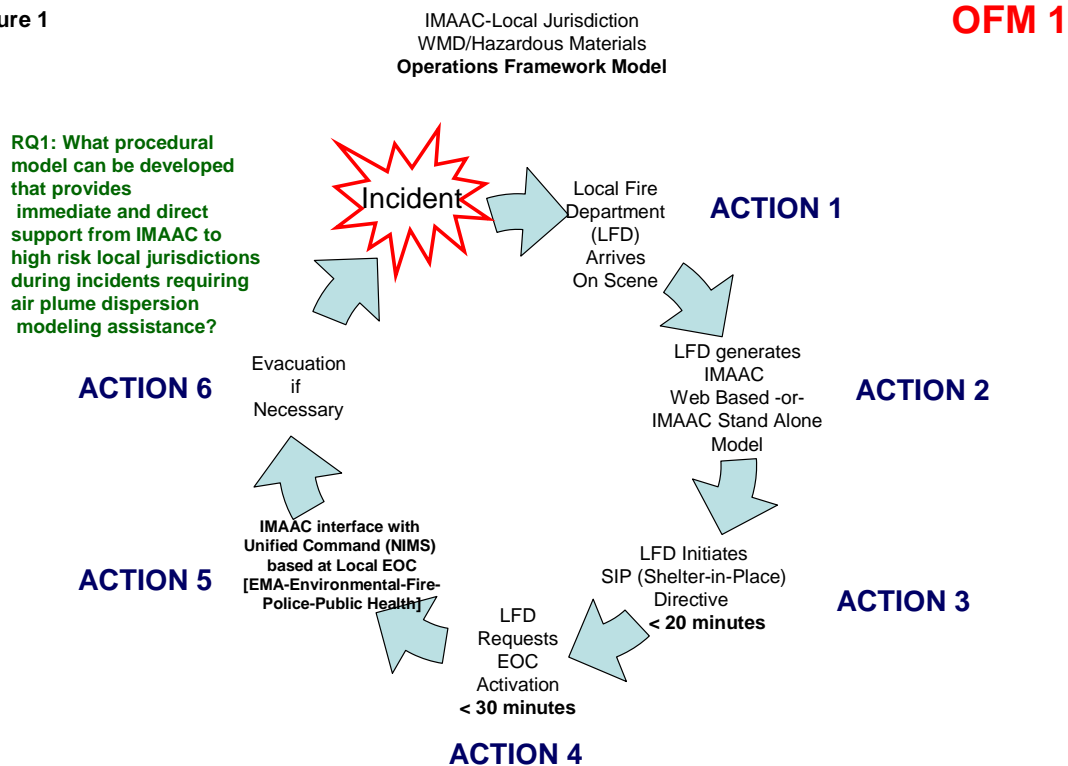 ure 1
IMAAC-Local Jurisdiction
WMD/Hazardous Materials
Operations Framework Model
OFM 1
RQ1: What procedural
model can be developed
that provides
immediate and direct
support from IMAAC to
high risk local jurisdictions
during incidents requiring
air plume dispersion
modeling assistance?
Incident
Local Fire
Department
(LFD)
Arrives
On Scene
ACTION 1
LFD generates
IMAAC
Web Based -or-
IMAAC Stand Alone
Model
ACTION 2
LFD Initiates
SIP (Shelter-in-Place)
Directive
< 20 minutes
ACTION 3
LFD
Requests
EOC
Activation
< 30 minutes
ACTION 4
IMAAC interface with
Unified Command (NIMS)
based at Local EOC
[EMA-Environmental-Fire-
Police-Public Health]
ACTION 5
Evacuation
if
Necessary
ACTION 6